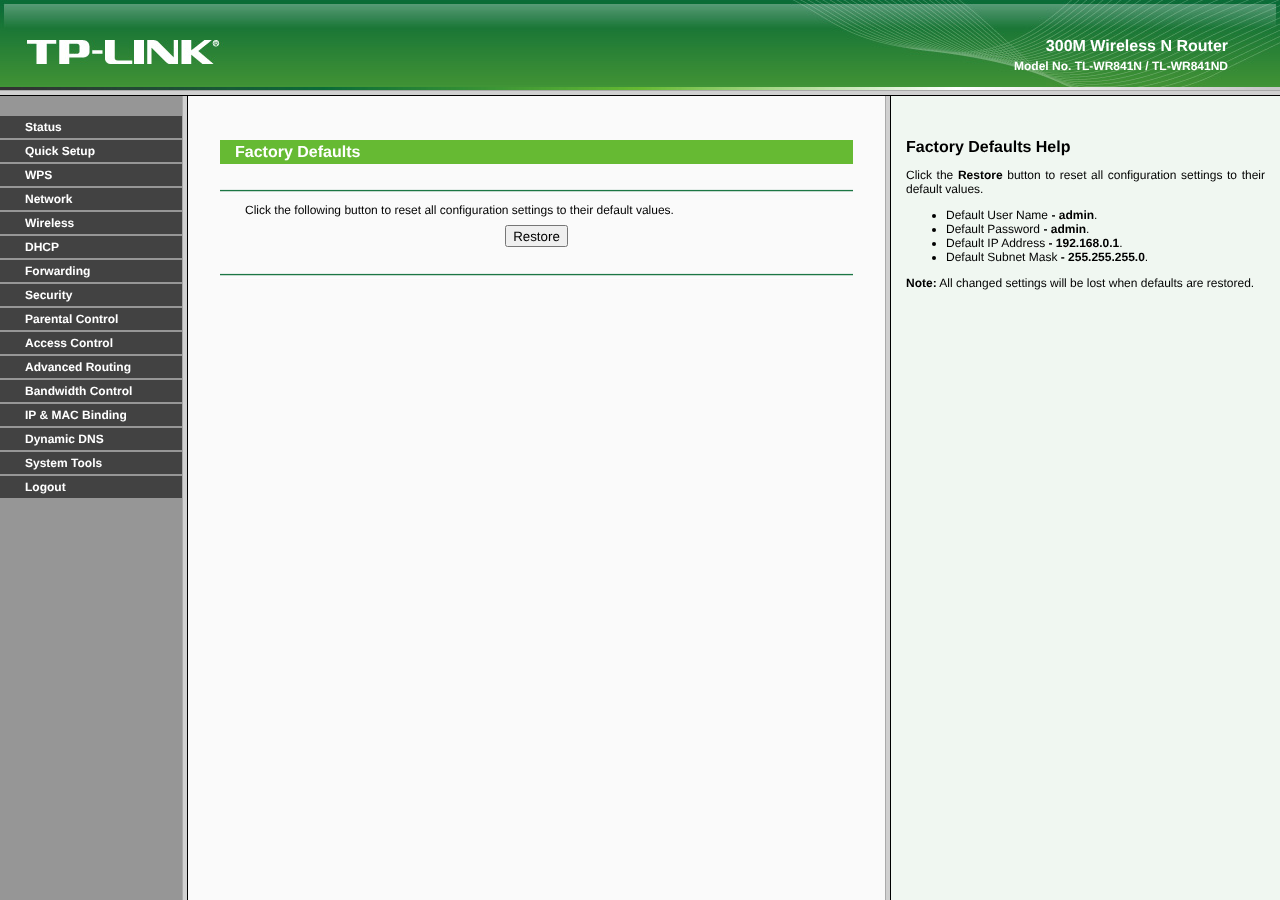 TP-LINK®
300M Wireless N Router
Model No. TL-WR841N / TL-WR841ND
Status
Quick Setup
WPS
Network
Wireless
DHCP
Forwarding
Security
Parental Control
Access Control
Advanced Routing
Bandwidth Control
IP & MAC Binding
Dynamic DNS
System Tools
Logout
Factory Defaults
Click the following button to reset all configuration settings to their default values.
Restore
Factory Defaults Help
Click the Restore button to reset all configuration settings to their
default values.
• Default User Name - admin.
• Default Password - admin.
• Default IP Address - 192.168.0.1.
• Default Subnet Mask - 255.255.255.0.
Note: All changed settings will be lost when defaults are restored.